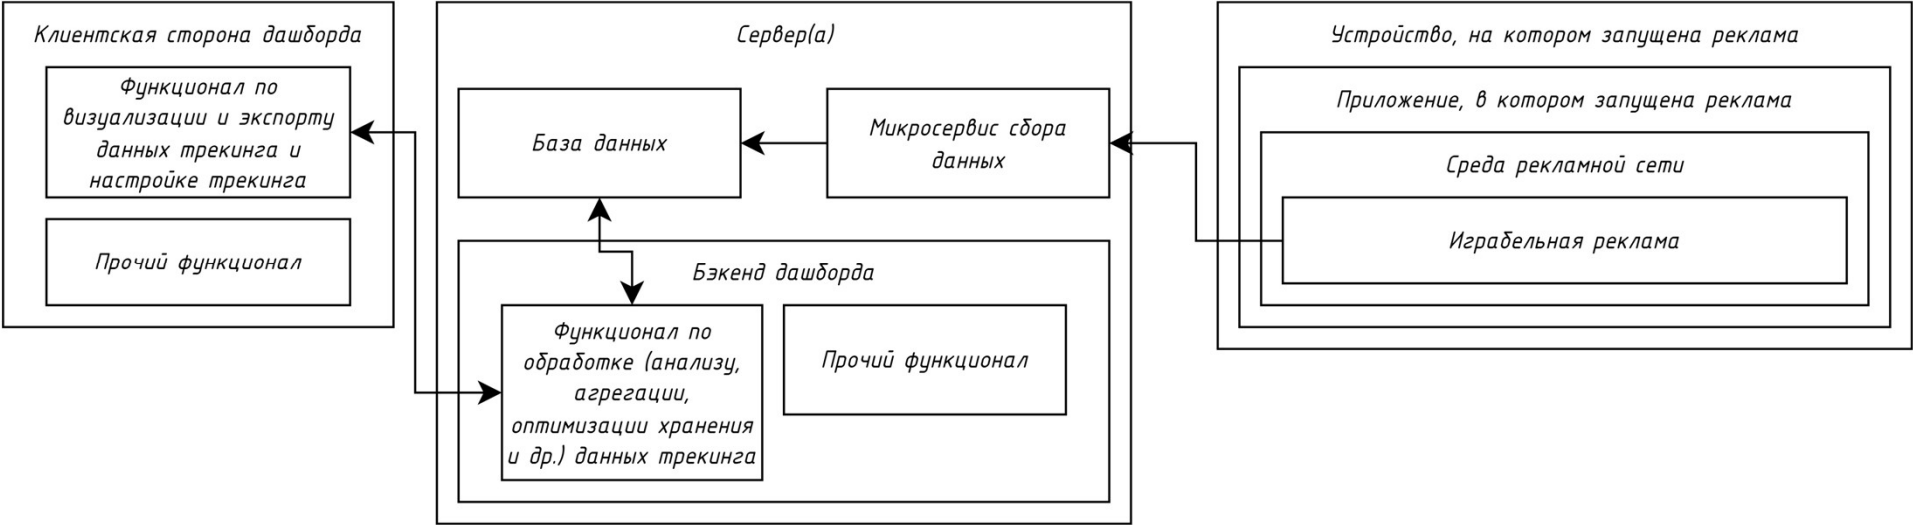 Клиентская сторона дашборда
Функционал по
визуализации и экспорту
данных трекинга и
настройке трекинга
Прочий функционал
Сервер(а)
База данных
Микросервис сбора
данных
Бэкенд дашборда
Функционал по
обработке (анализу,
агрегации,
оптимизации хранения
и др.) данных трекинга
Прочий функционал
Устройство, на котором запущена реклама
Приложение, в котором запущена реклама
Среда рекламной сети
Играбельная реклама